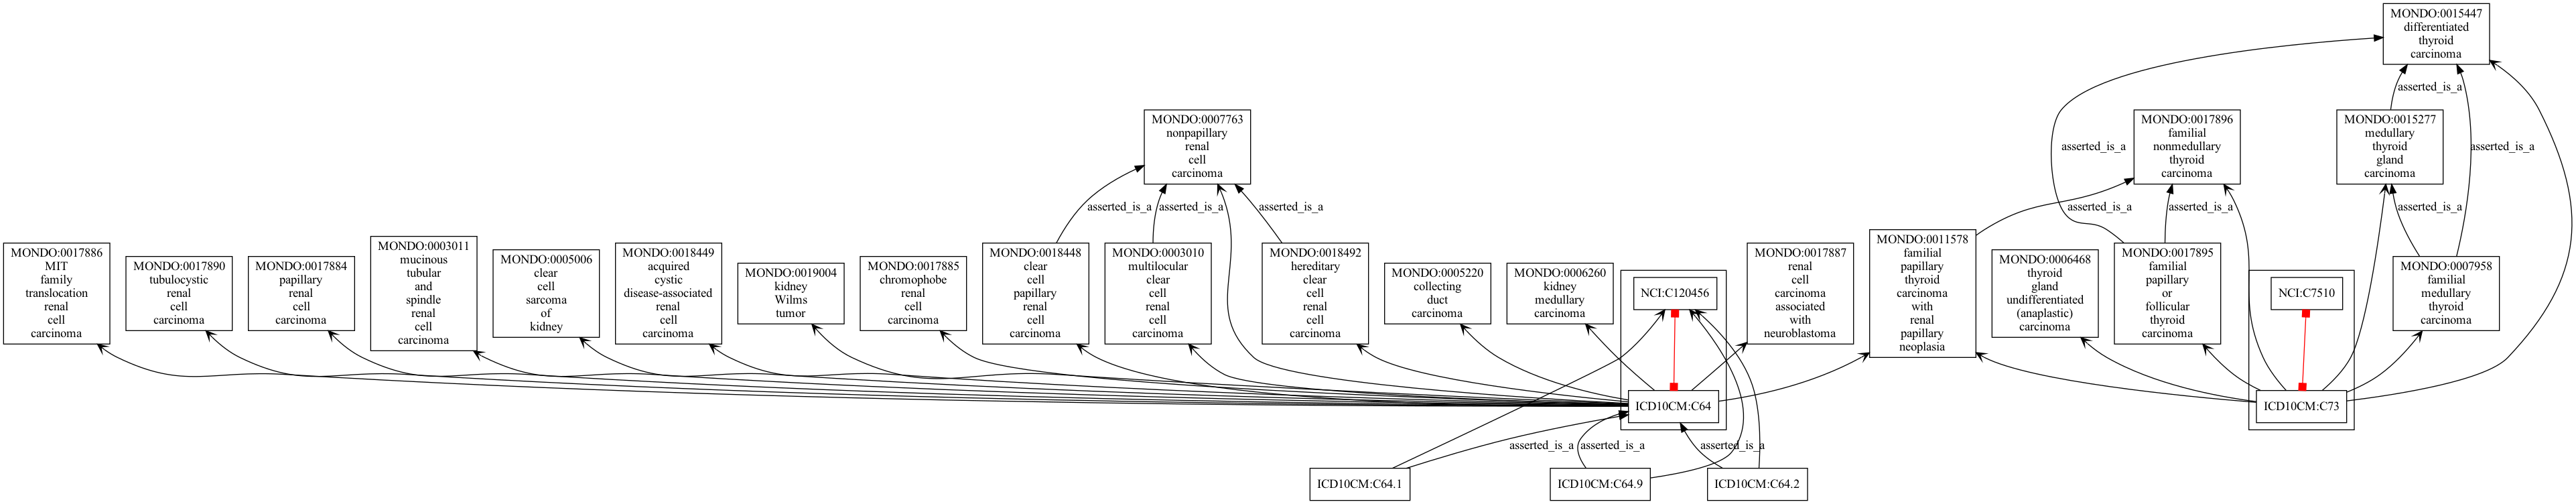 MONDO:0015447
differentiated
thyroid
carcinoma
asserted_is_a
MONDO:0007763
nonpapillary
renal
cell
carcinoma
asserted_is_a
MONDO:0017896
familial
nonmedullary
thyroid
carcinoma
MONDO:0015277
medullary
thyroid
gland
carcinoma
asserted_is_a
asserted_is_a
asserted_is_a
asserted_is_a
asserted_is_a
asserted_is_a
asserted_is_a
MONDO:0017886
MIT
family
translocation
renal
cell
carcinoma
MONDO:0017890
tubulocystic
renal
cell
carcinoma
MONDO:0017884
papillary
renal
cell
carcinoma
MONDO:0003011
mucinous
tubular
and
spindle
renal
cell
carcinoma
MONDO:0005006
clear
cell
sarcoma
of
kidney
MONDO:0018449
acquired
cystic
disease-associated
renal
cell
carcinoma
MONDO:0019004
kidney
Wilms
tumor
MONDO:0017885
chromophobe
renal
cell
carcinoma
MONDO:0018448
clear
cell
papillary
renal
cell
carcinoma
MONDO:0003010
multilocular
clear
cell
renal
cell
carcinoma
MONDO:0018492
hereditary
clear
cell
renal
cell
carcinoma
MONDO:0005220
collecting
duct
carcinoma
MONDO:0006260
kidney
medullary
carcinoma
NCI:C120456
MONDO:0017887
renal
cell
carcinoma
associated
with
neuroblastoma
MONDO:0011578
familial
papillary
thyroid
carcinoma
with
renal
papillary
neoplasia
MONDO:0006468
thyroid
gland
undifferentiated
(anaplastic)
carcinoma
MONDO:0017895
familial
papillary
or
follicular
thyroid
carcinoma
NCI:C7510
MONDO:0007958
familial
medullary
thyroid
carcinoma
ICD10CM:C64
ICD10CM:C73
asserted_is_a
asserted_is_a
asserted_is_a
ICD10CM:C64.1
ICD10CM:C64.9
ICD10CM:C64.2